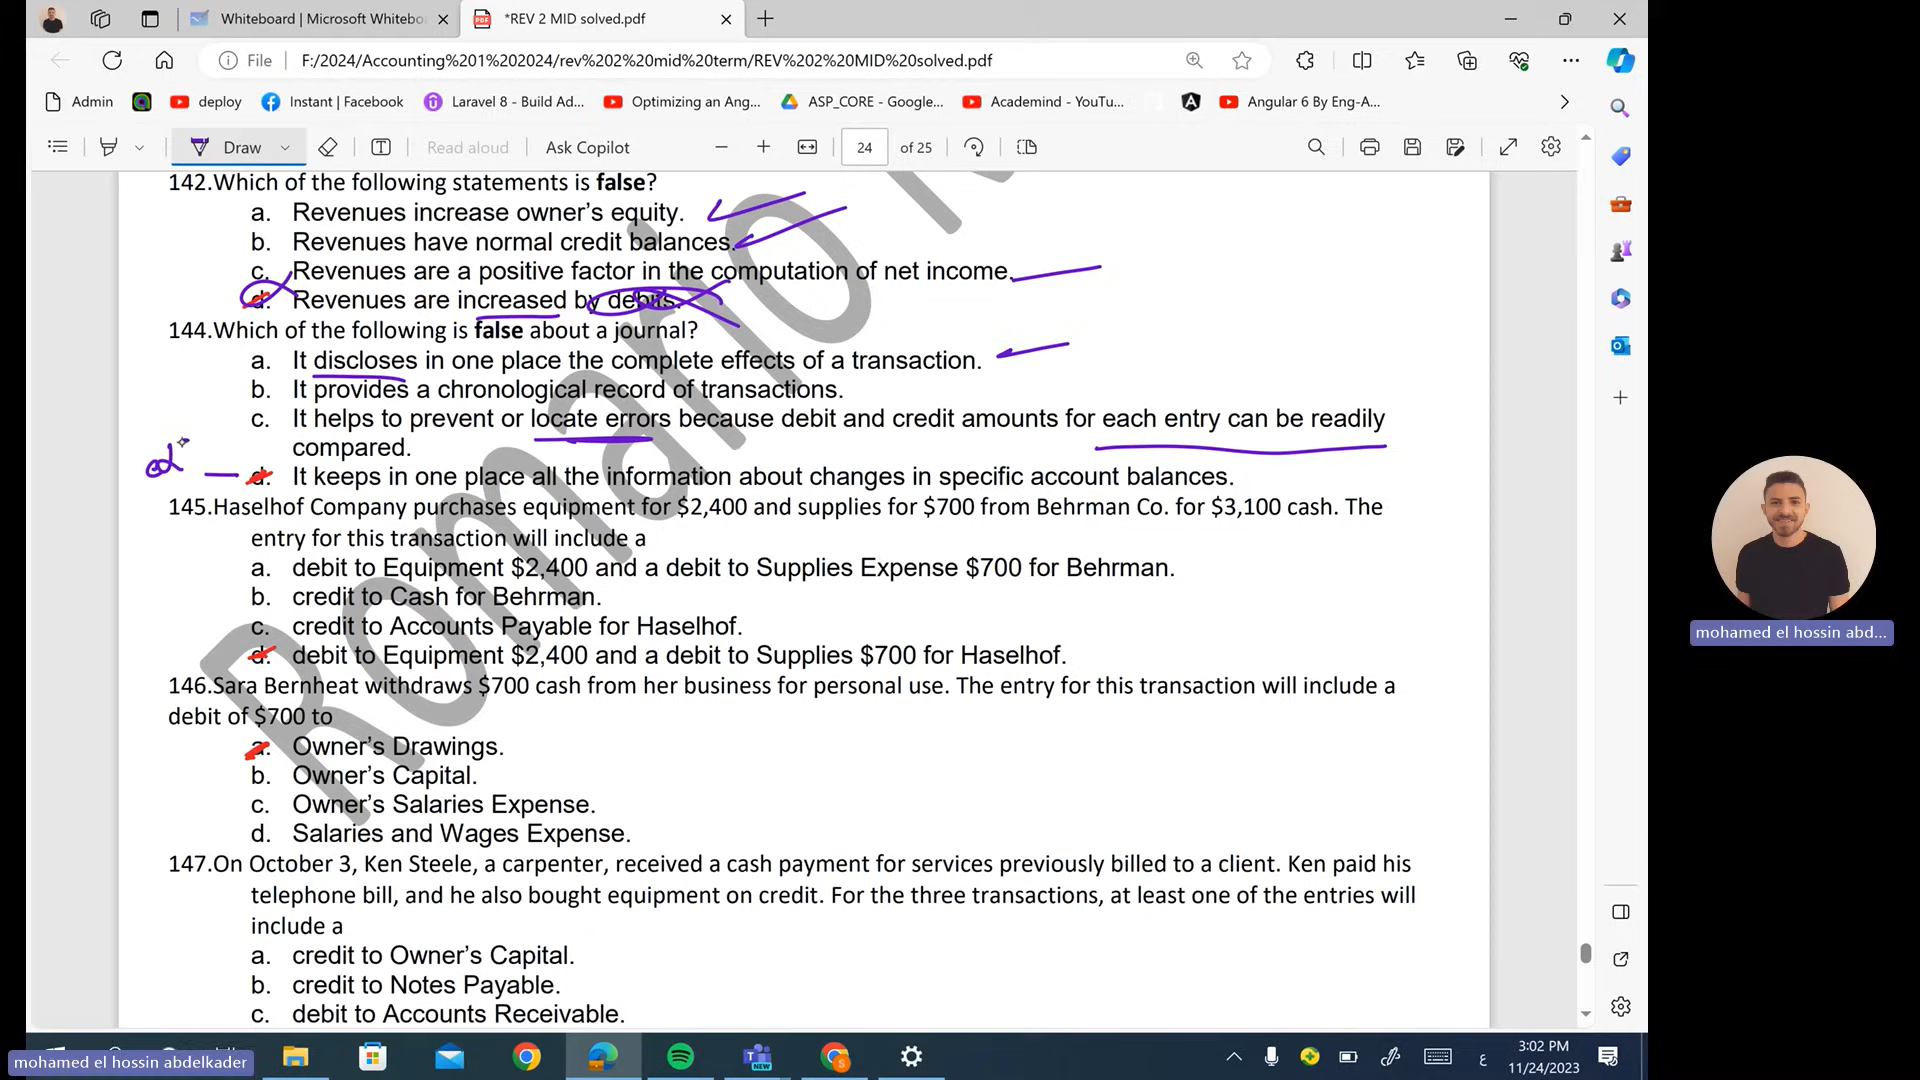 Whiteboard | Microsoft Whitebo
*REV 2 MID solved.pdf
File
F:/2024/Accounting%201%202024/rev%202%20mid%20term/REV%202%20MID%20solved.pdf
Admin
deploy
Instant | Facebook
Laravel 8 - Build Ad...
Optimizing an Ang...
ASP_CORE - Google...
Academind - YouTu...
Angular 6 By Eng-A...
Draw
Read aloud
Ask Copilot
24
of 25
142.Which of the following statements is false?
a. Revenues increase owner’s equity.
b. Revenues have normal credit balances.
c. Revenues are a positive factor in the computation of net income.
d. Revenues are increased by debits.
144.Which of the following is false about a journal?
a. It discloses in one place the complete effects of a transaction.
b. It provides a chronological record of transactions.
c. It helps to prevent or locate errors because debit and credit amounts for each entry can be readily
compared.
d. It keeps in one place all the information about changes in specific account balances.
145.Haselhof Company purchases equipment for $2,400 and supplies for $700 from Behrman Co. for $3,100 cash. The
entry for this transaction will include a
a. debit to Equipment $2,400 and a debit to Supplies Expense $700 for Behrman.
b. credit to Cash for Behrman.
c. credit to Accounts Payable for Haselhof.
d. debit to Equipment $2,400 and a debit to Supplies $700 for Haselhof.
146.Sara Bernheat withdraws $700 cash from her business for personal use. The entry for this transaction will include a
debit of $700 to
a. Owner’s Drawings.
b. Owner’s Capital.
c. Owner’s Salaries Expense.
d. Salaries and Wages Expense.
147.On October 3, Ken Steele, a carpenter, received a cash payment for services previously billed to a client. Ken paid his
telephone bill, and he also bought equipment on credit. For the three transactions, at least one of the entries will
include a
a. credit to Owner’s Capital.
b. credit to Notes Payable.
c. debit to Accounts Receivable.
Romario
mohamed el hossin abd...
mohamed el hossin abdelkader
NEW
ع
3:02 PM
11/24/2023